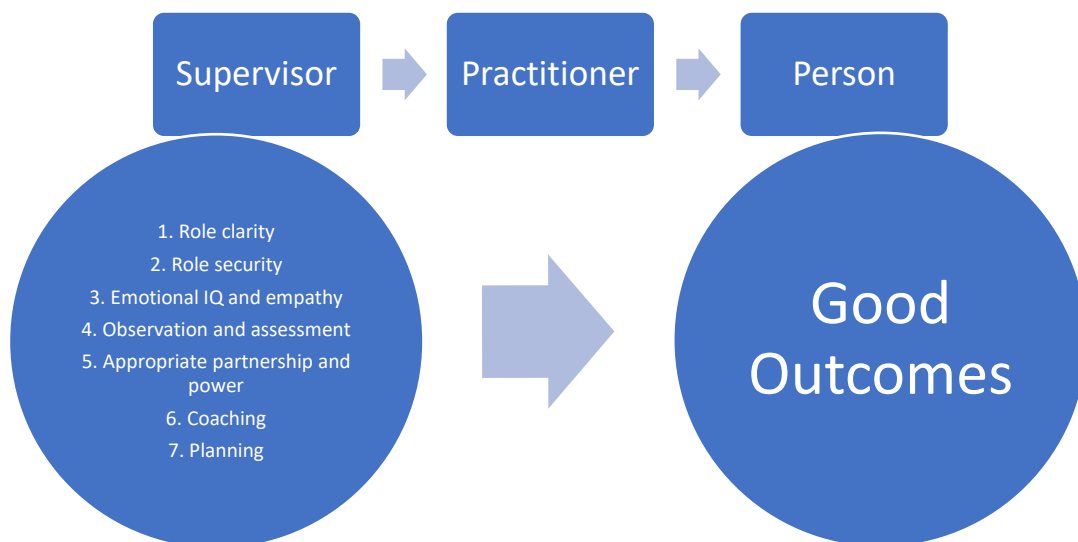 Supervisor
Practitioner
Person
1. Role clarity
2. Role security
3. Emotional IQ and empathy
4. Observation and assessment
5. Appropriate partnership and
power
6. Coaching
7. Planning
Good
Outcomes